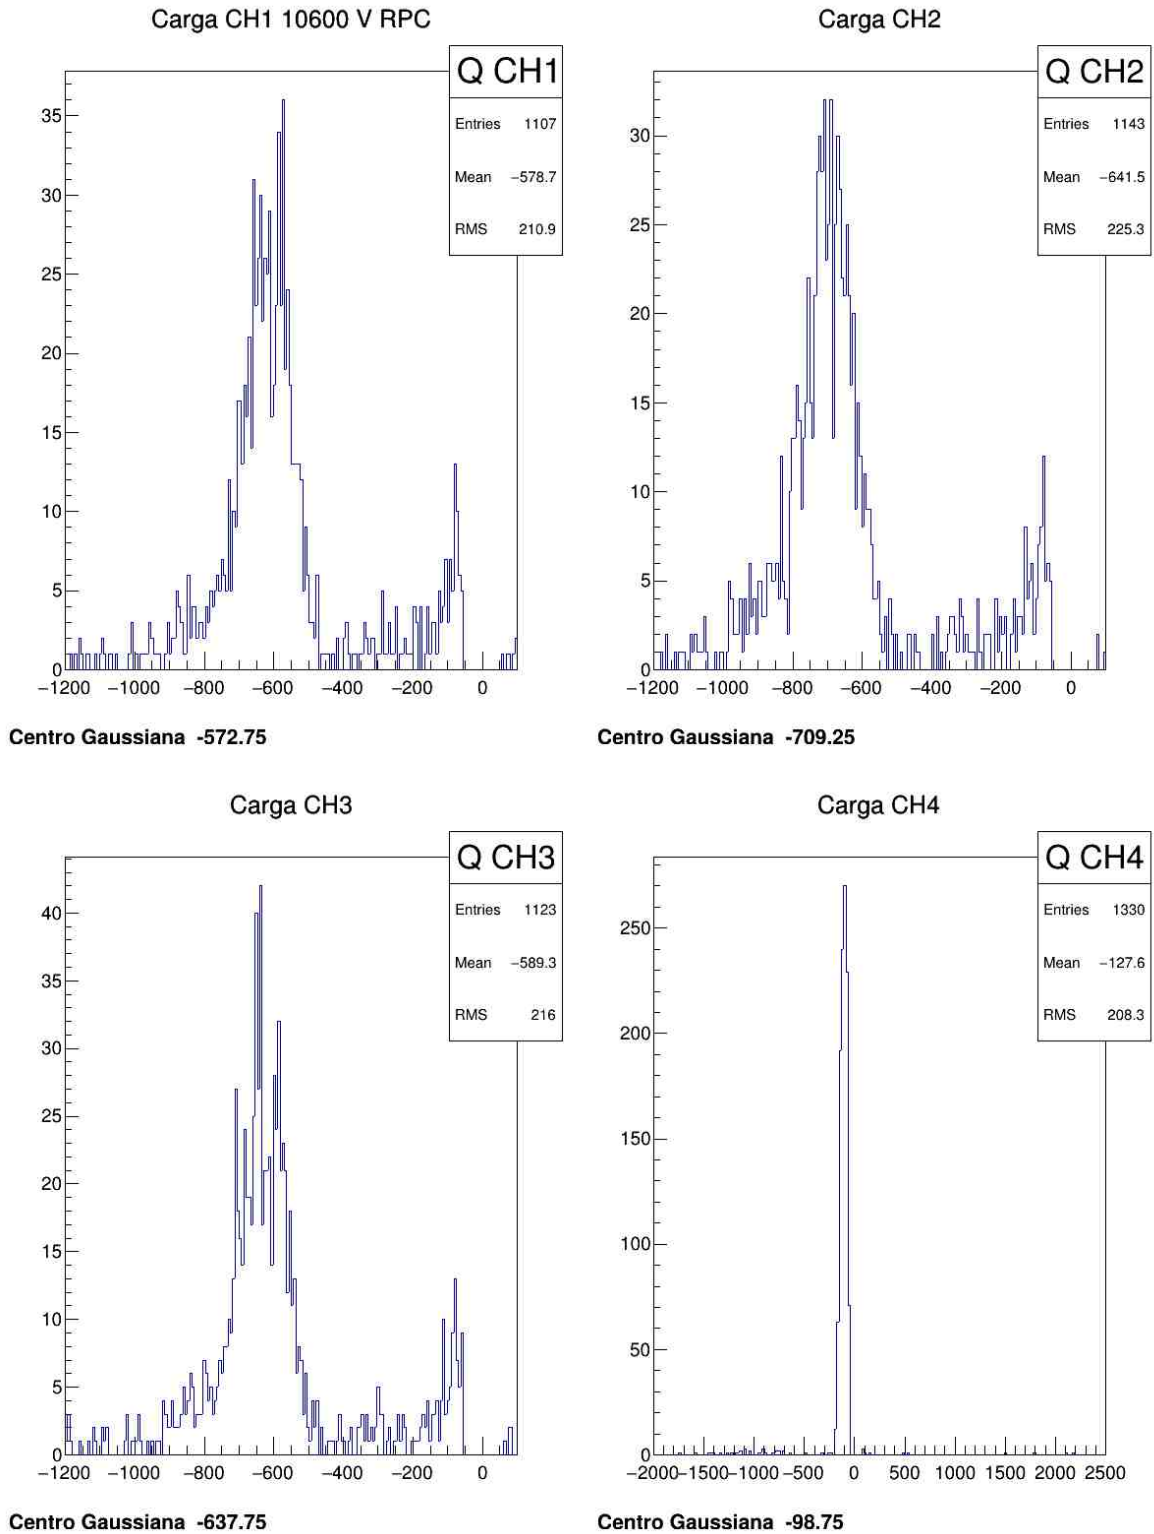 Carga CH1 10600 V RPC
Q CH1
Entries 1107
Mean −578.7
RMS 210.9
35
30
25
20
15
10
5
0
−1200 −1000 −800 −600 −400 −200 0
Centro Gaussiana -572.75
Carga CH2
Q CH2
Entries 1143
Mean −641.5
RMS 225.3
30
25
20
15
10
5
0
−1200 −1000 −800 −600 −400 −200 0
Centro Gaussiana -709.25
Carga CH3
Q CH3
Entries 1123
Mean −589.3
RMS 216
40
35
30
25
20
15
10
5
0
−1200 −1000 −800 −600 −400 −200 0
Centro Gaussiana -637.75
Carga CH4
Q CH4
Entries 1330
Mean −127.6
RMS 208.3
250
200
150
100
50
0
−2000 −1500 −1000 −500 0 500 1000 1500 2000 2500
Centro Gaussiana -98.75